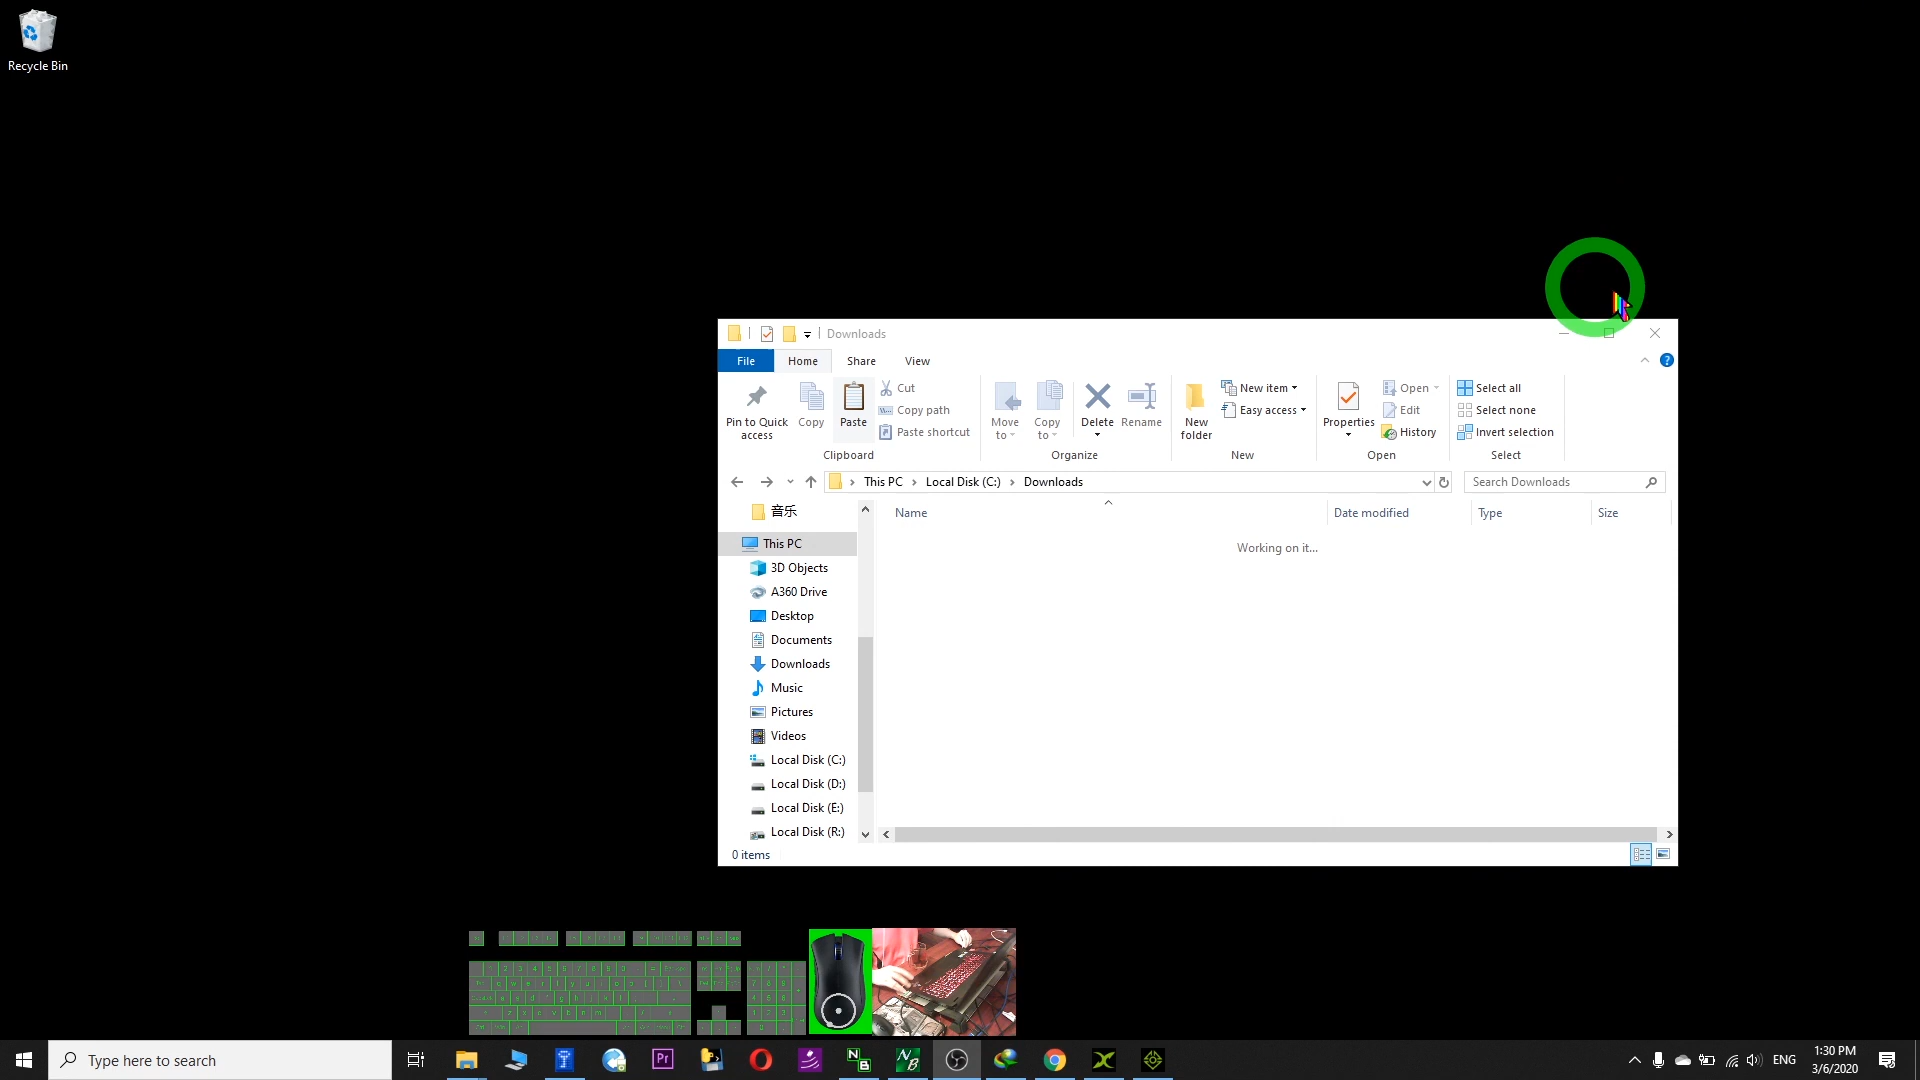 Recycle Bin
Downloads
File Home Share View
Pin to Quick access
Copy
Paste
Cut
Copy path
Paste shortcut
Clipboard
Move to
Copy to
Delete
Rename
Organize
New folder
New item
Easy access
New
Properties
Open
Edit
History
Open
Select all
Select none
Invert selection
Select
This PC › Local Disk (C:) › Downloads
Search Downloads
Name Date modified Type Size
Working on it...
音乐
This PC
3D Objects
A360 Drive
Desktop
Documents
Downloads
Music
Pictures
Videos
Local Disk (C:)
Local Disk (D:)
Local Disk (E:)
Local Disk (R:)
0 items
Type here to search
Pr
NB
NB
ENG
1:30 PM
3/6/2020